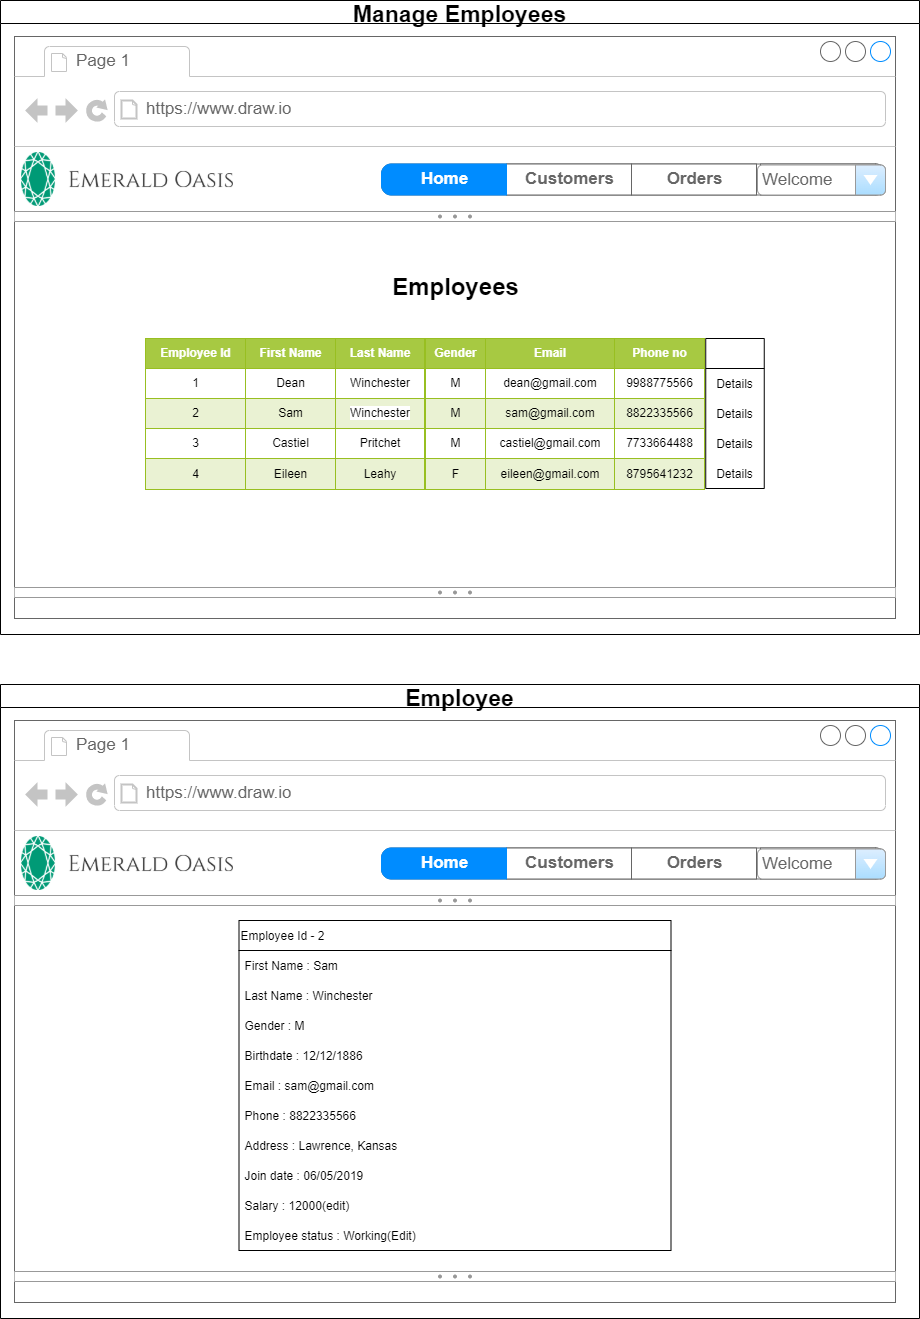 Manage Employees
Page 1
https://www.draw.io
Emerald Oasis
Home Customers Orders Welcome
Employees
Employee Id First Name Last Name Gender Email Phone no
1 Dean Winchester M dean@gmail.com 9988775566 Details
2 Sam Winchester M sam@gmail.com 8822335566 Details
3 Castiel Pritchet M castiel@gmail.com 7733664488 Details
4 Eileen Leahy F eileen@gmail.com 8795641232 Details
Employee
Page 1
https://www.draw.io
Emerald Oasis
Home Customers Orders Welcome
Employee Id - 2
First Name : Sam
Last Name : Winchester
Gender : M
Birthdate : 12/12/1886
Email : sam@gmail.com
Phone : 8822335566
Address : Lawrence, Kansas
Join date : 06/05/2019
Salary : 12000(edit)
Employee status : Working(Edit)